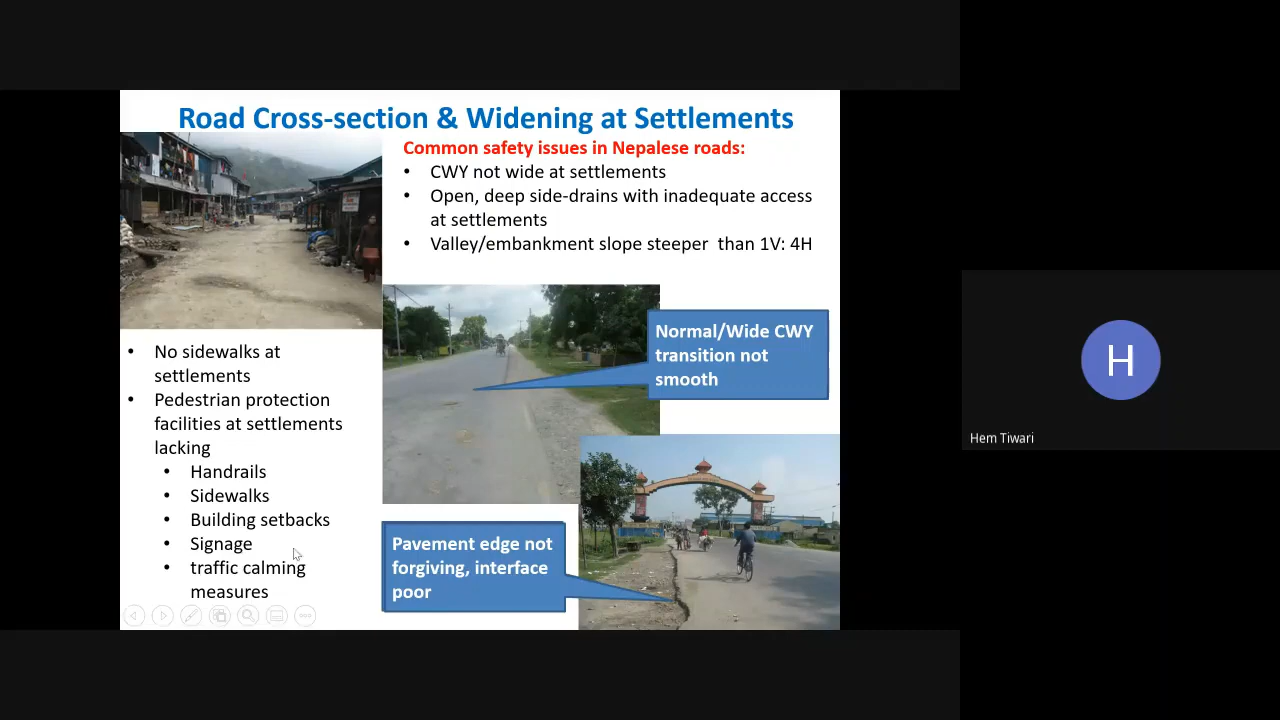 Road Cross-section & Widening at Settlements
Common safety issues in Nepalese roads:
• CWY not wide at settlements
• Open, deep side-drains with inadequate access
at settlements
• Valley/embankment slope steeper than 1V: 4H
Normal/Wide CWY
transition not
smooth
• No sidewalks at
settlements
• Pedestrian protection
facilities at settlements
lacking
• Handrails
• Sidewalks
• Building setbacks
• Signage
• traffic calming
measures
Pavement edge not
forgiving, interface
poor
H
Hem Tiwari